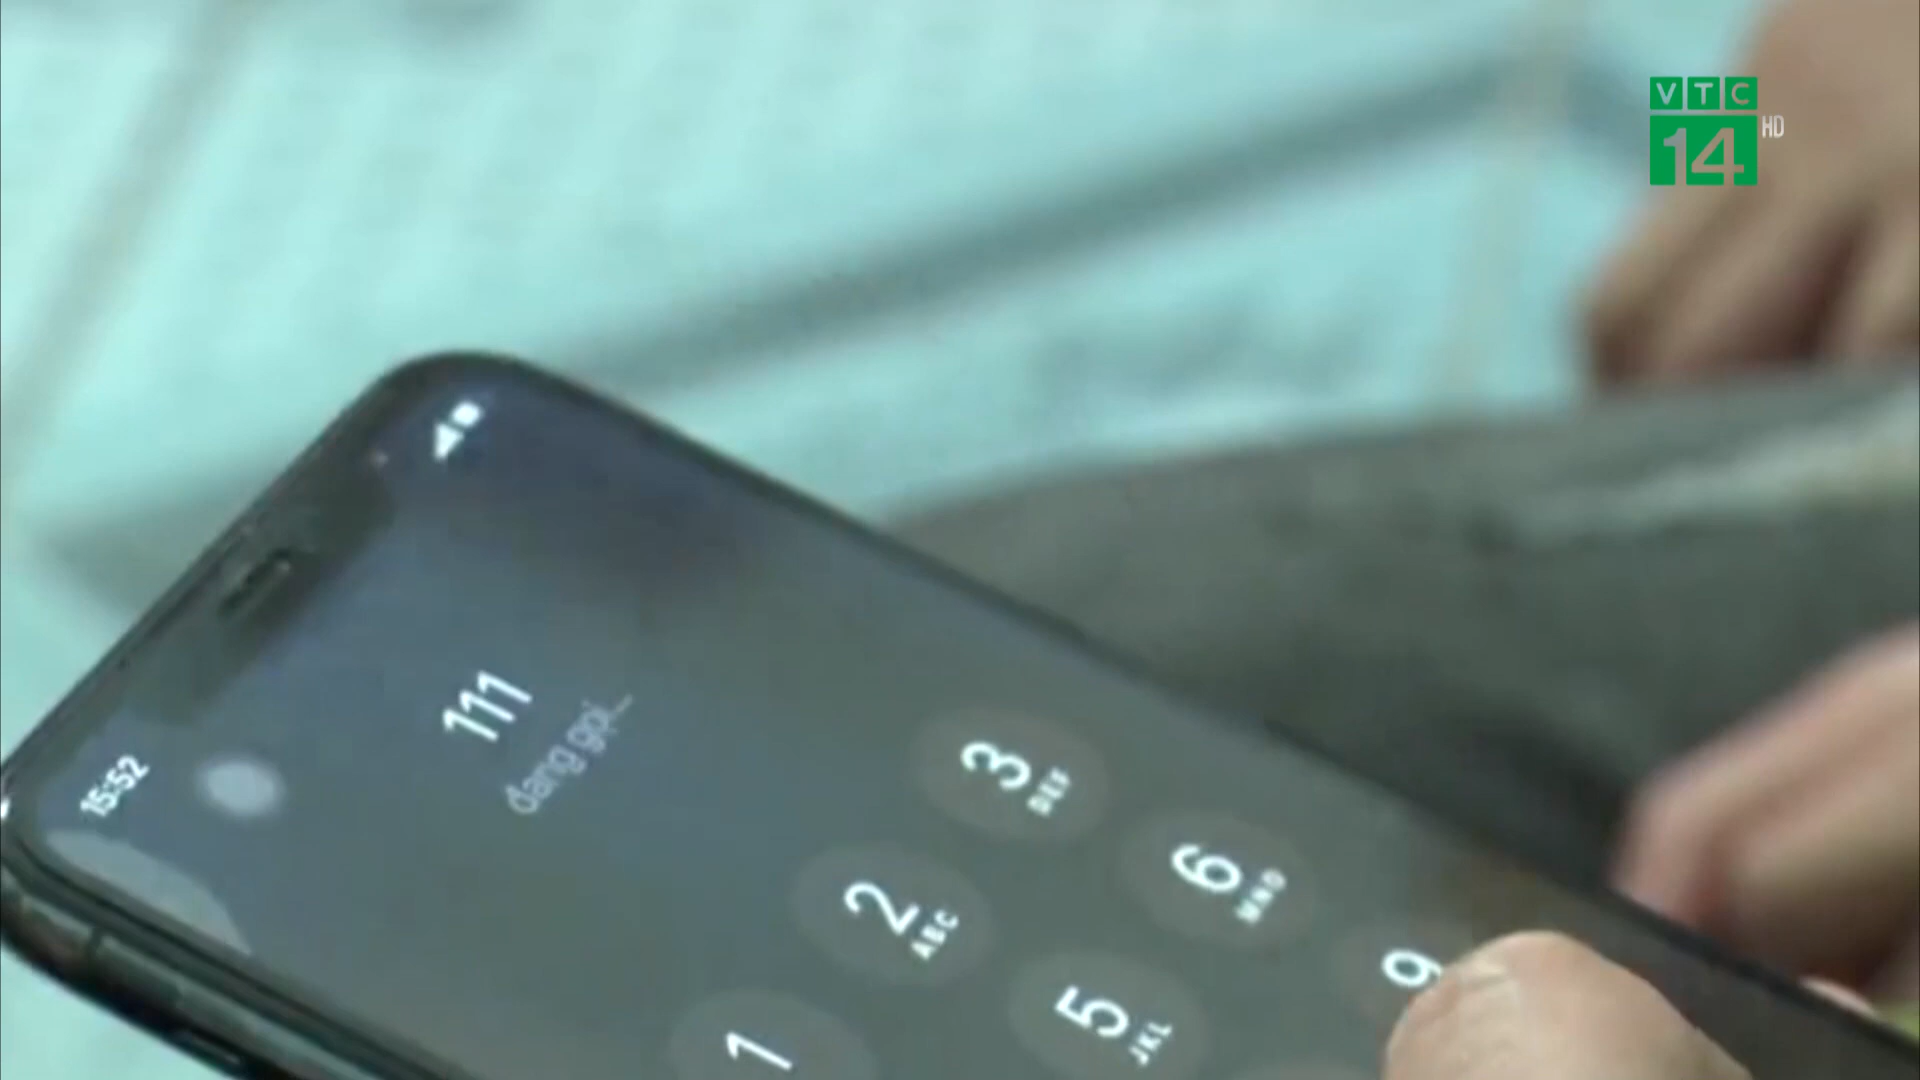 VTC
14 HD
111
đang gọi...
15:52
3
DEF
2
ABC
6
MNO
1
5
JKL
9